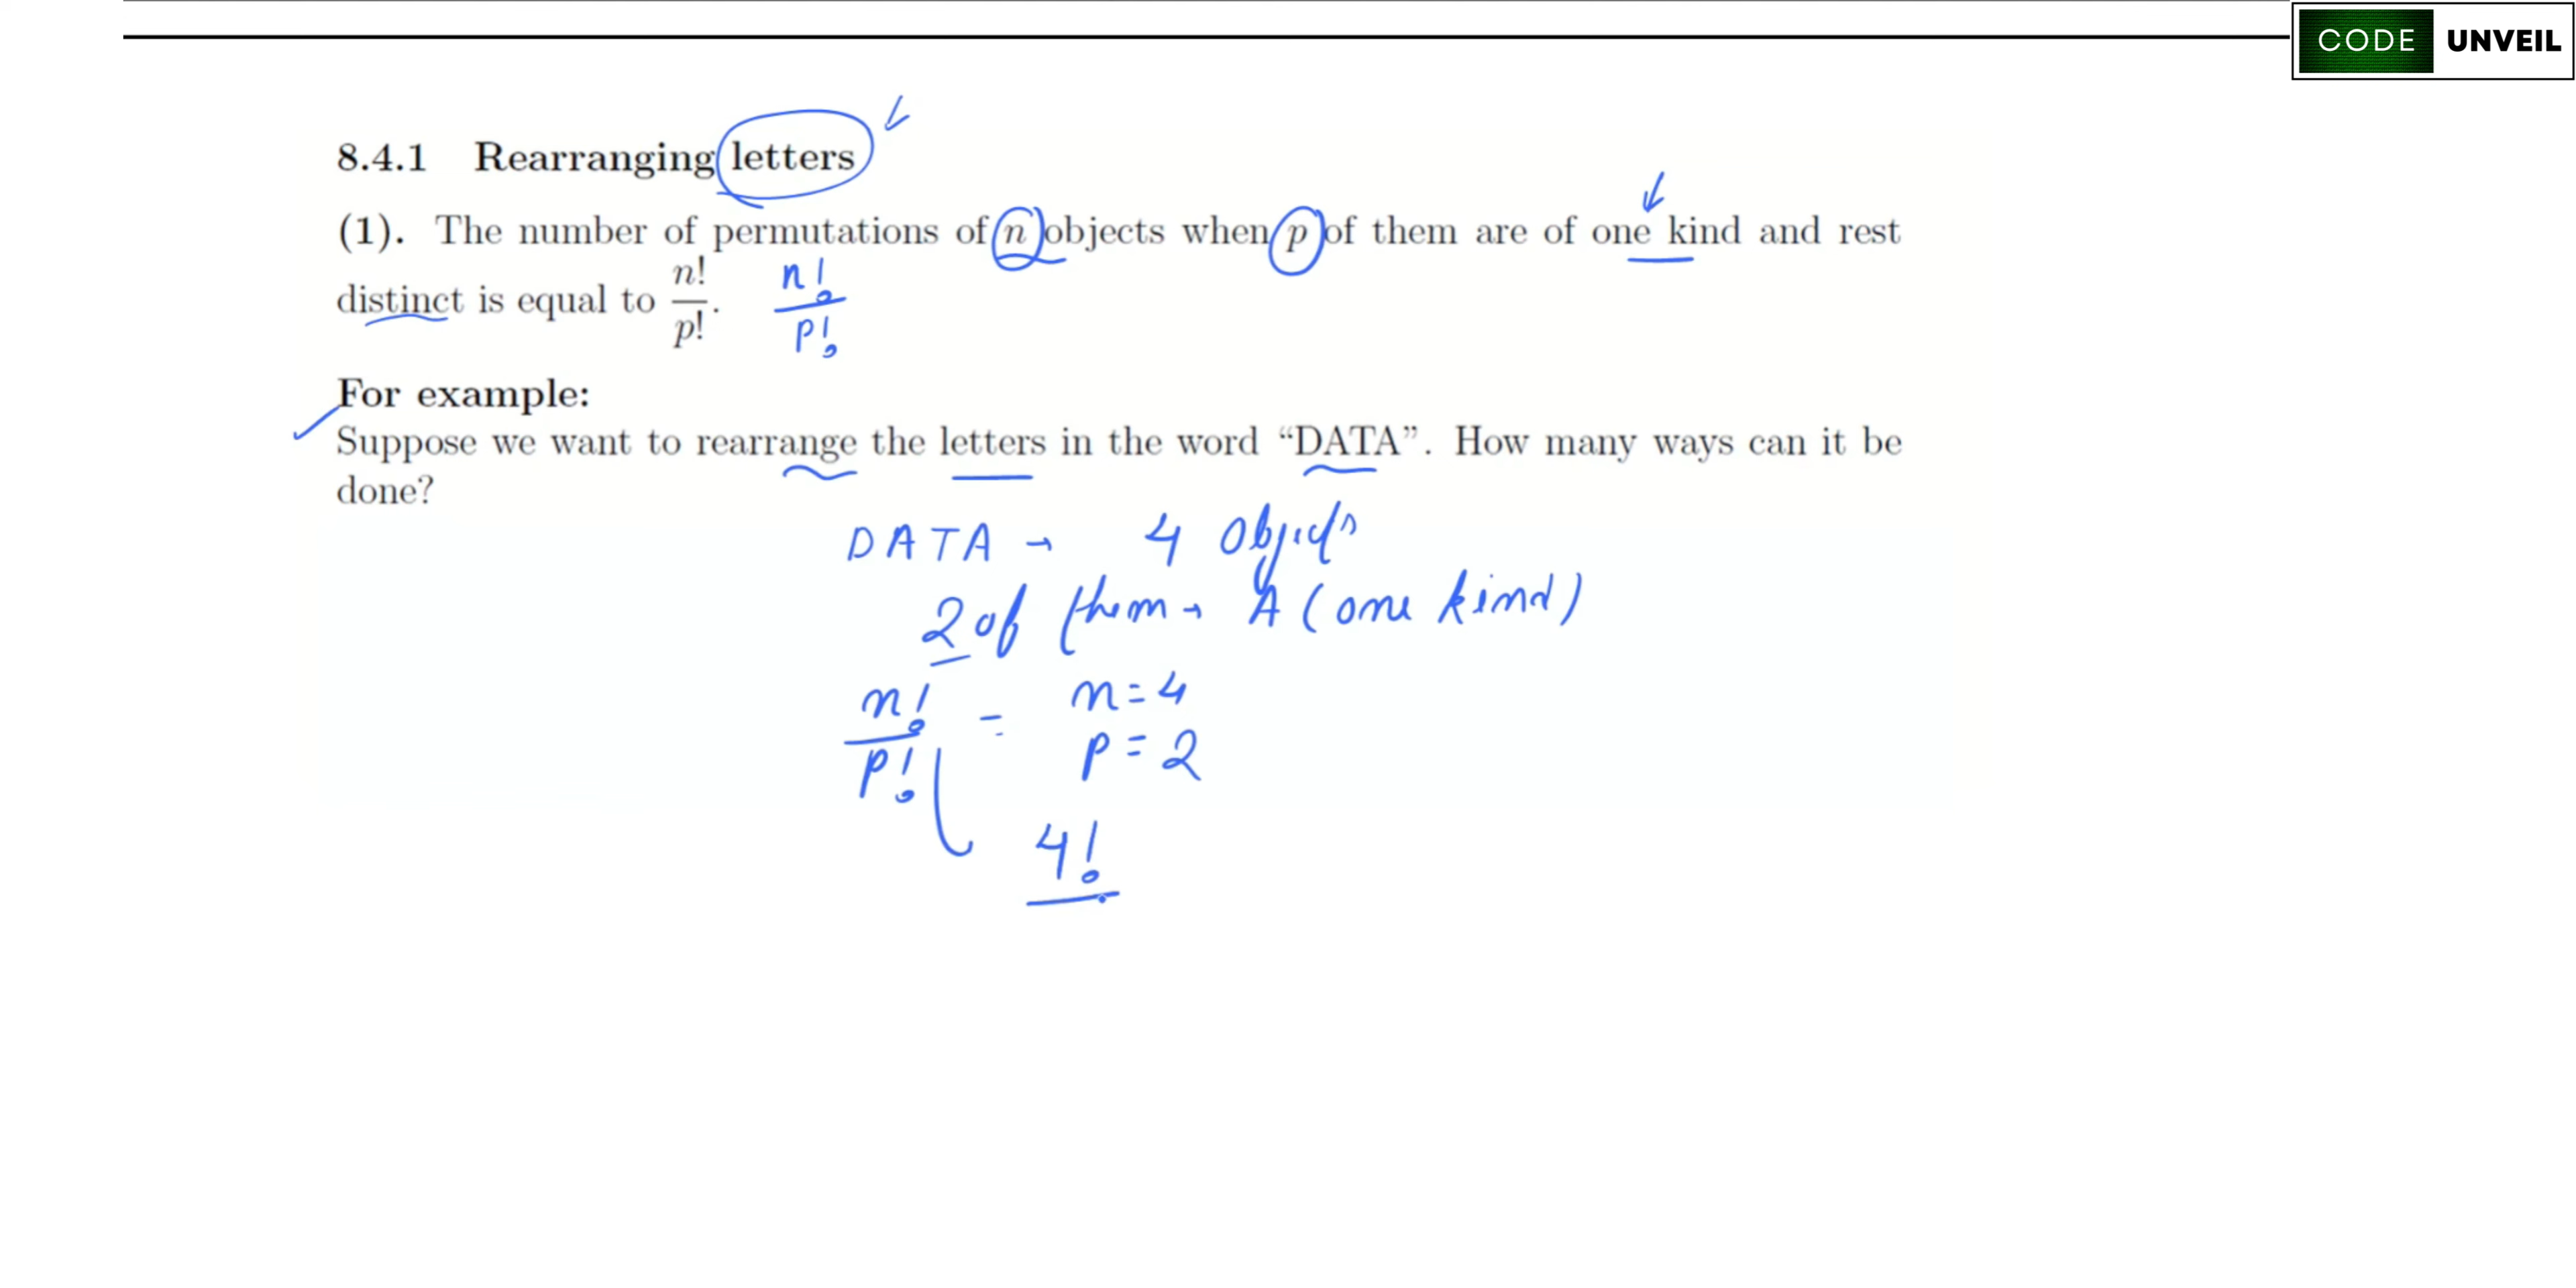 CODE UNVEIL
8.4.1 Rearranging letters
(1). The number of permutations of n objects when p of them are of one kind and rest
distinct is equal to n!/p!. n!/p!
For example:
Suppose we want to rearrange the letters in the word “DATA”. How many ways can it be
done?
DATA → 4 Objects
2 of them → A (one kind)
n!/p! = n = 4
p = 2
4!